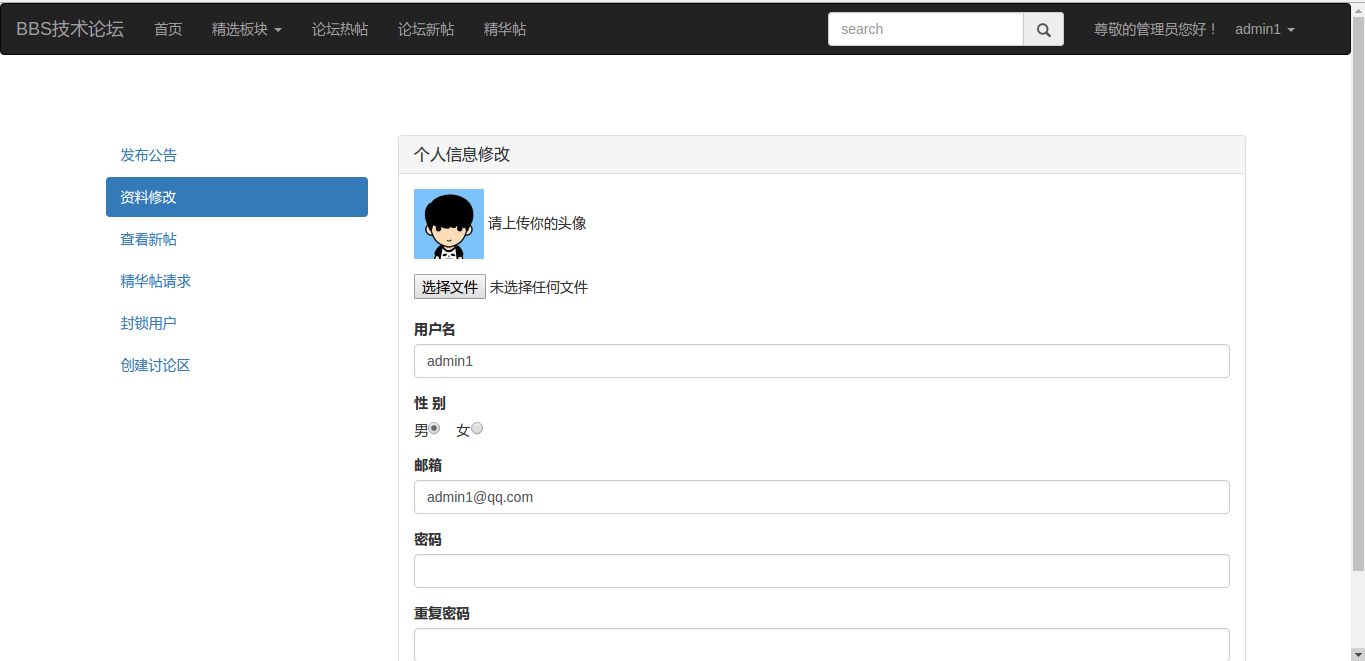 BBS技术论坛 首页 精选板块 论坛热帖 论坛新帖 精华帖 search 尊敬的管理员您好！ admin1
发布公告
资料修改
查看新帖
精华帖请求
封锁用户
创建讨论区
个人信息修改
请上传你的头像
选择文件 未选择任何文件
用户名
admin1
性 别
男 女
邮箱
admin1@qq.com
密码
重复密码